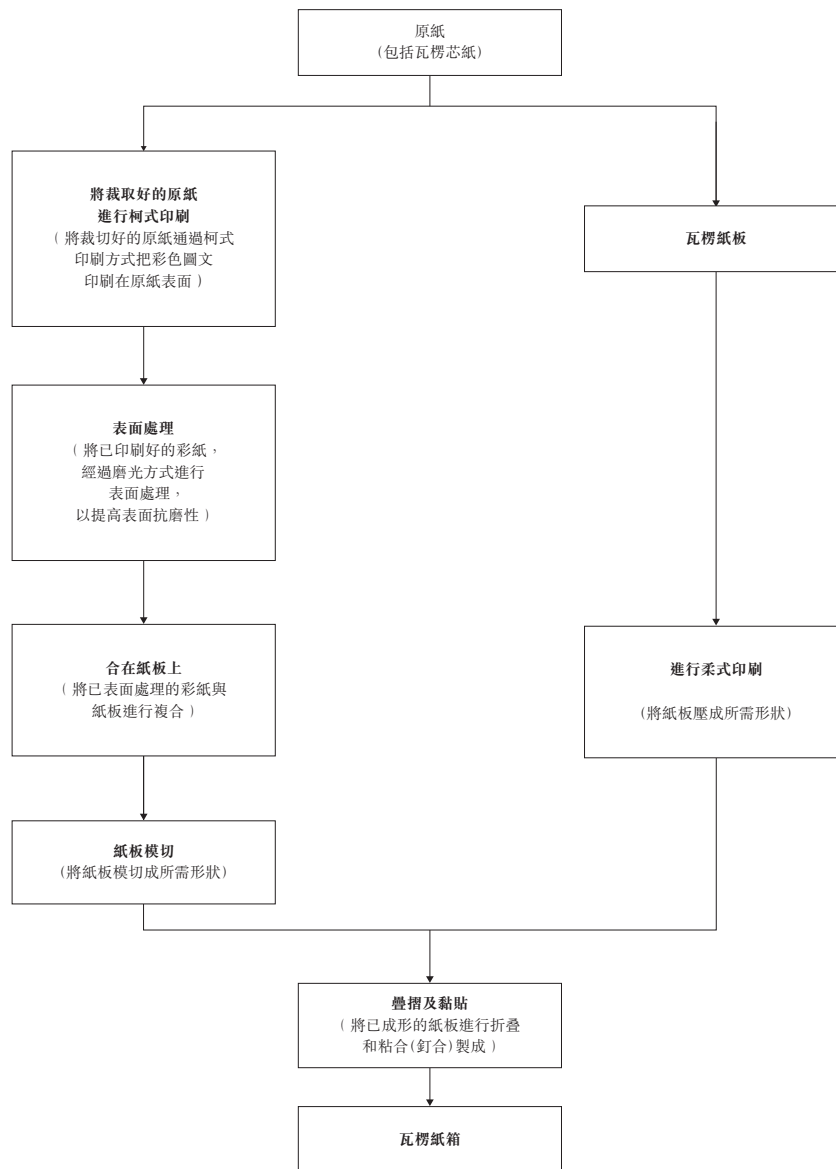 原紙
(包括瓦楞芯紙)
將裁取好的原紙
進行柯式印刷
(將裁切好的原紙通過柯式
印刷方式把彩色圖文
印刷在原紙表面)
瓦楞紙板
表面處理
(將已印刷好的彩紙，
經過磨光方式進行
表面處理，
以提高表面抗磨性)
合在紙板上
(將已表面處理的彩紙與
紙板進行複合)
進行柔式印刷
(將紙板壓成所需形狀)
紙板模切
(將紙板模切成所需形狀)
疊摺及黏貼
(將已成形的紙板進行折叠
和粘合(釘合)製成)
瓦楞紙箱